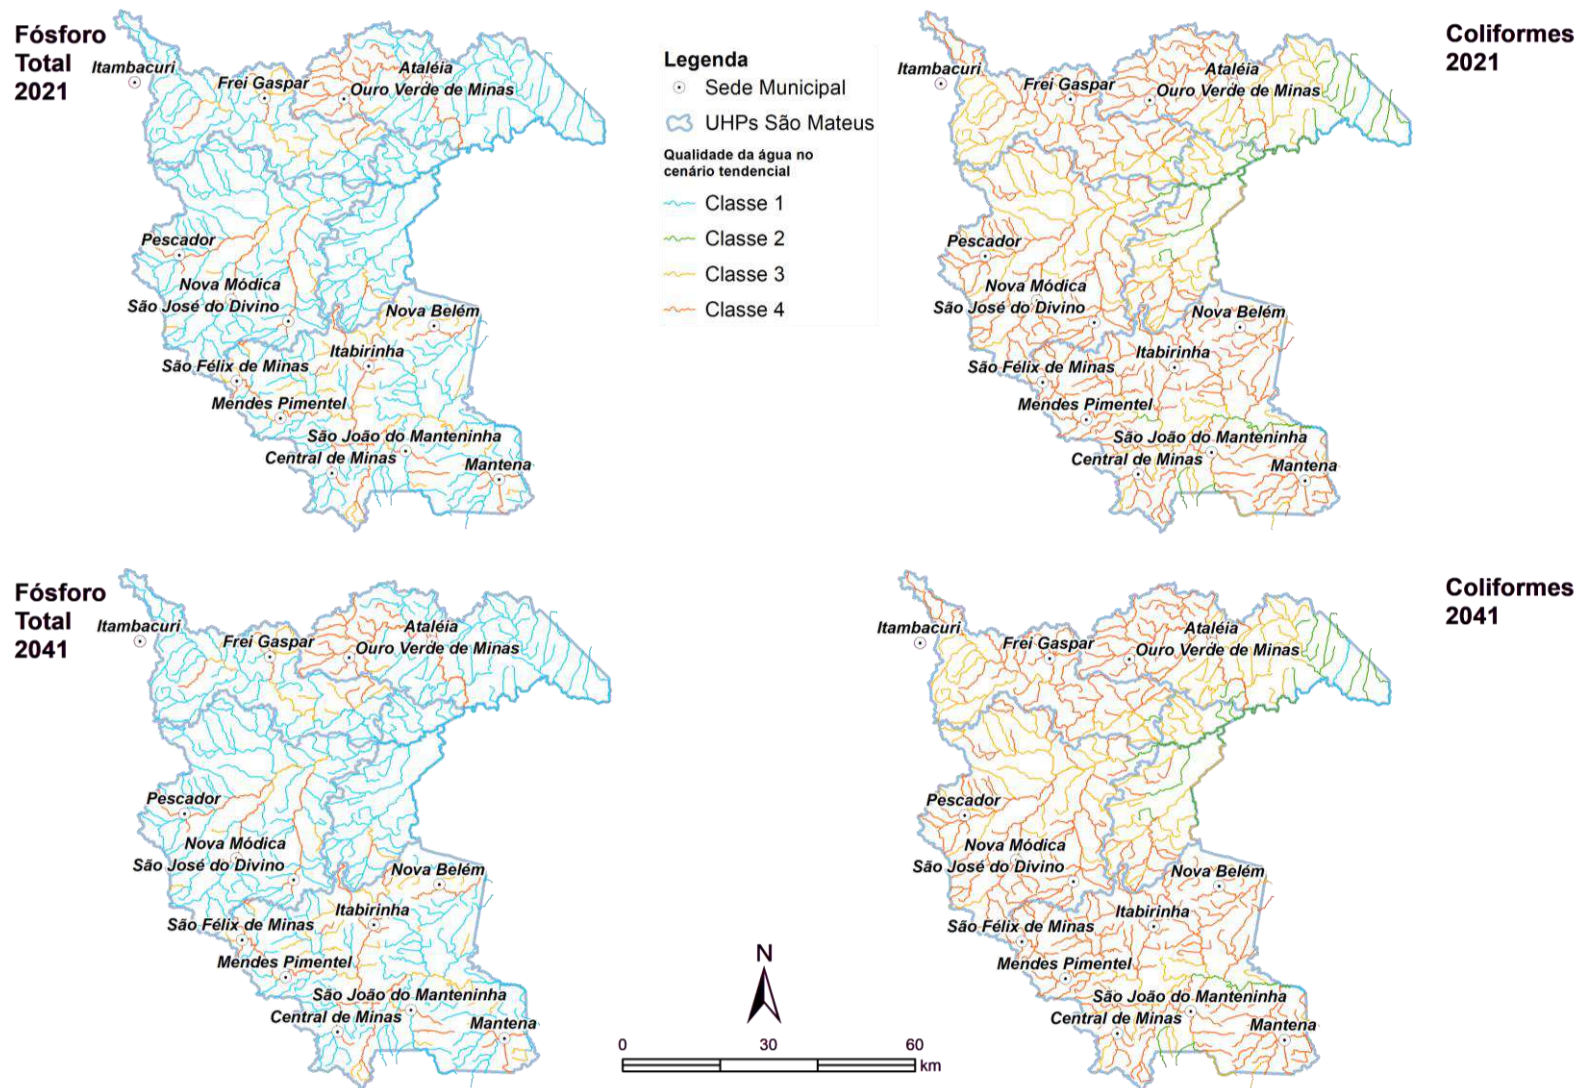 Fósforo
Total
2021
Itambacuri
Frei Gaspar
Ataléia
Ouro Verde de Minas
Pescador
Nova Módica
São José do Divino
Nova Belém
Itabirinha
São Félix de Minas
Mendes Pimentel
São João do Manteninha
Central de Minas
Mantena
Legenda
Sede Municipal
UHPs São Mateus
Qualidade da água no
cenário tendencial
Classe 1
Classe 2
Classe 3
Classe 4
Coliformes
2021
Itambacuri
Frei Gaspar
Ataléia
Ouro Verde de Minas
Pescador
Nova Módica
São José do Divino
Nova Belém
Itabirinha
São Félix de Minas
Mendes Pimentel
São João do Manteninha
Central de Minas
Mantena
Fósforo
Total
2041
Itambacuri
Frei Gaspar
Ataléia
Ouro Verde de Minas
Pescador
Nova Módica
São José do Divino
Nova Belém
Itabirinha
São Félix de Minas
Mendes Pimentel
São João do Manteninha
Central de Minas
Mantena
N
0 30 60
km
Coliformes
2041
Itambacuri
Frei Gaspar
Ataléia
Ouro Verde de Minas
Pescador
Nova Módica
São José do Divino
Nova Belém
Itabirinha
São Félix de Minas
Mendes Pimentel
São João do Manteninha
Central de Minas
Mantena